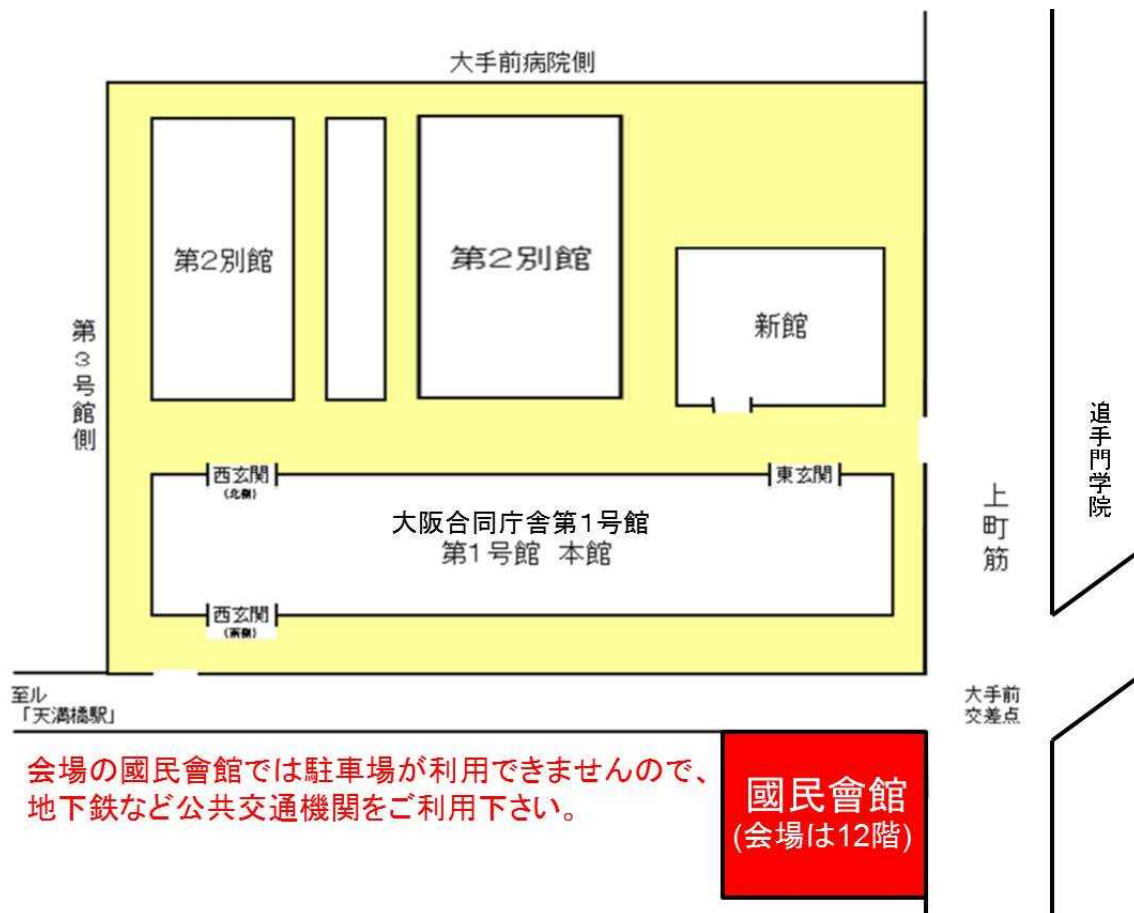 大手前病院側
第2別館
第2別館
新館
第3号館側
追手門学院
西玄関
(北側)
東玄関
上町筋
大阪合同庁舎第1号館
第1号館 本館
西玄関
(南側)
至ル
「天満橋駅」
大手前
交差点
会場の國民會館では駐車場が利用できませんので、
地下鉄など公共交通機関をご利用下さい。
國民會館
(会場は12階)